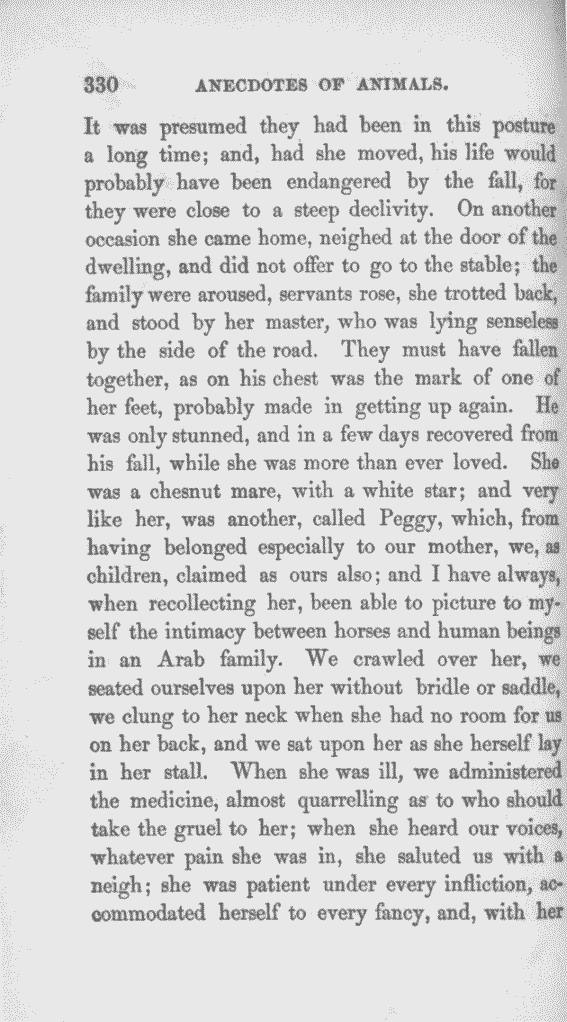 330 ANECDOTES OF ANIMALS.
It was presumed they had been in this posture
a long time; and, had she moved, his life would
probably have been endangered by the fall, for
they were close to a steep declivity. On another
occasion she came home, neighed at the door of the
dwelling, and did not offer to go to the stable; the
family were aroused, servants rose, she trotted back,
and stood by her master, who was lying senseless
by the side of the road. They must have fallen
together, as on his chest was the mark of one of
her feet, probably made in getting up again. He
was only stunned, and in a few days recovered from
his fall, while she was more than ever loved. She
was a chesnut mare, with a white star; and very
like her, was another, called Peggy, which, from
having belonged especially to our mother, we, as
children, claimed as ours also; and I have always,
when recollecting her, been able to picture to my-
self the intimacy between horses and human beings
in an Arab family. We crawled over her, we
seated ourselves upon her without bridle or saddle,
we clung to her neck when she had no room for us
on her back, and we sat upon her as she herself lay
in her stall. When she was ill, we administered
the medicine, almost quarrelling as to who should
take the gruel to her; when she heard our voices,
whatever pain she was in, she saluted us with a
neigh; she was patient under every infliction, ac-
commodated herself to every fancy, and, with her